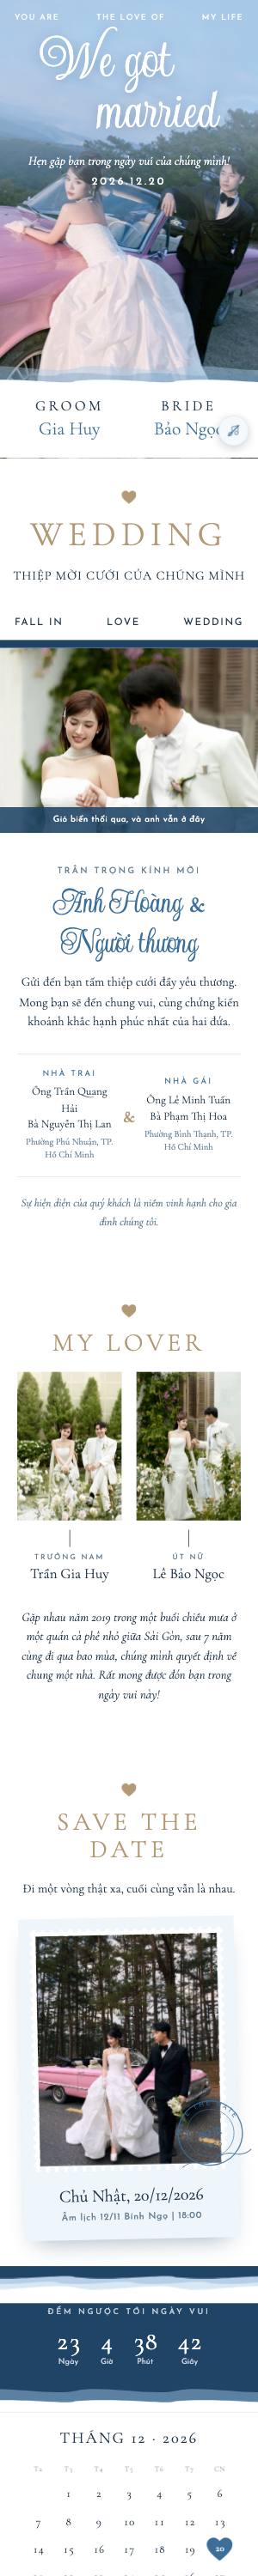 YOU ARE THE LOVE OF MY LIFE
We got
married
Hẹn gặp bạn trong ngày vui của chúng mình!
2026.12.20
GROOM BRIDE
Gia Huy Bảo Ngọc
WEDDING
THIỆP MỜI CƯỚI CỦA CHÚNG MÌNH
FALL IN LOVE WEDDING
Gió biển thổi qua, và anh vẫn ở đây
TRÂN TRỌNG KÍNH MỜI
Anh Hoàng &
Người thương
Gửi đến bạn tấm thiệp cưới đầy yêu thương.
Mong bạn sẽ đến chung vui, cùng chứng kiến
khoảnh khắc hạnh phúc nhất của hai đứa.
NHÀ TRAI
Ông Trần Quang
Hải
Bà Nguyễn Thị Lan
Phường Phú Nhuận, TP.
Hồ Chí Minh
&
NHÀ GÁI
Ông Lê Minh Tuấn
Bà Phạm Thị Hoa
Phường Bình Thạnh, TP.
Hồ Chí Minh
Sự hiện diện của quý khách là niềm vinh hạnh cho gia
đình chúng tôi.
MY LOVER
TRƯỞNG NAM
Trần Gia Huy
ÚT NỮ
Lê Bảo Ngọc
Gặp nhau năm 2019 trong một buổi chiều mưa ở
một quán cà phê nhỏ giữa Sài Gòn, sau 7 năm
cùng đi qua bao mùa, chúng mình quyết định về
chung một nhà. Rất mong được đón bạn trong
ngày vui này!
SAVE THE
DATE
Đi một vòng thật xa, cuối cùng vẫn là nhau.
Chủ Nhật, 20/12/2026
Âm lịch 12/11 Bính Ngọ | 18:00
ĐẾM NGƯỢC TỚI NGÀY VUI
23 4 38 42
Ngày Giờ Phút Giây
THÁNG 12 · 2026
T2 T3 T4 T5 T6 T7 CN
1 2 3 4 5 6
7 8 9 10 11 12 13
14 15 16 17 18 19 20